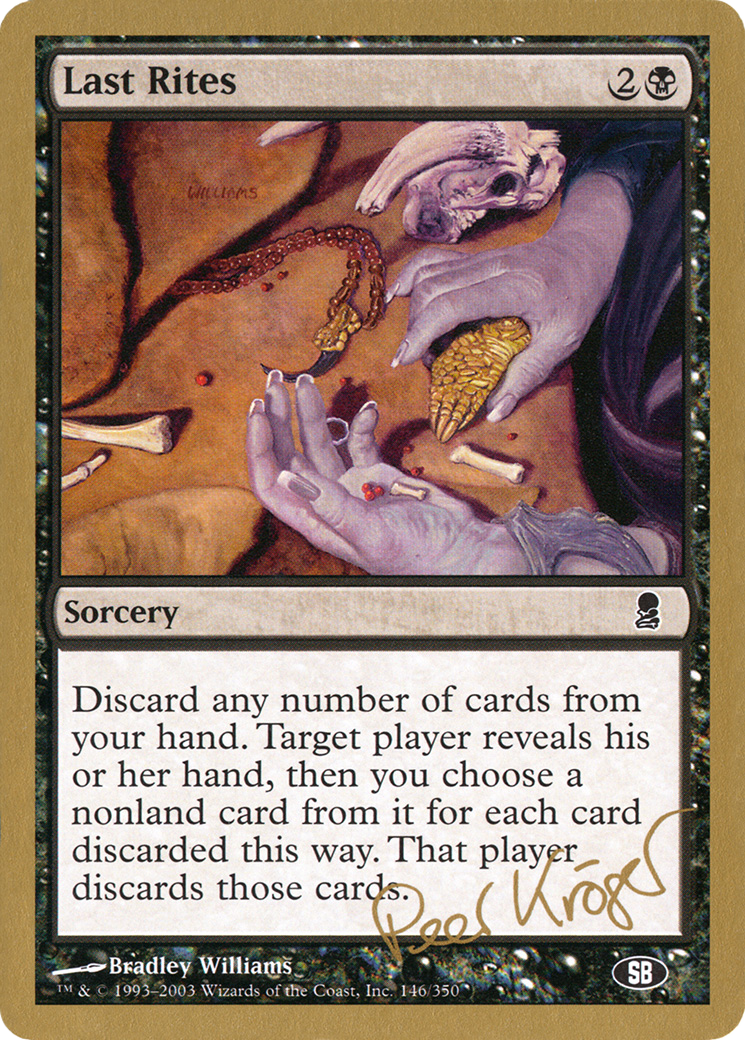 Last Rites 2
WILLIAMS
Sorcery
Discard any number of cards from
your hand. Target player reveals his
or her hand, then you choose a
nonland card from it for each card
discarded this way. That player
discards those cards.
Peer Kröger
Bradley Williams
SB
™ & © 1993–2003 Wizards of the Coast, Inc. 146/350